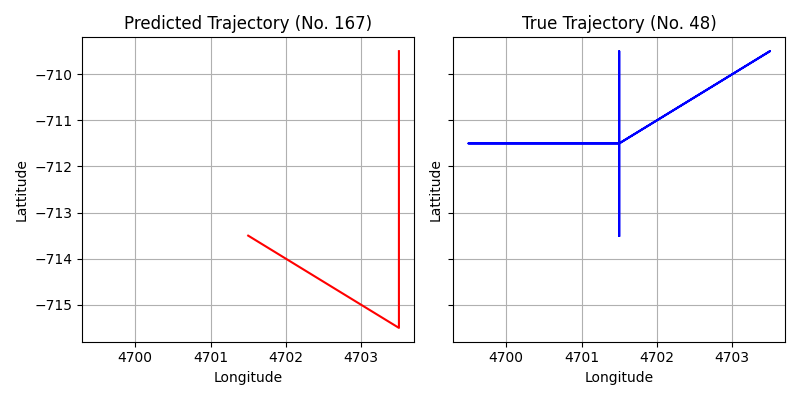 Predicted Trajectory (No. 167)
True Trajectory (No. 48)
−710
−711
−712
−713
−714
−715
Lattitude
Lattitude
4700 4701 4702 4703
4700 4701 4702 4703
Longitude
Longitude